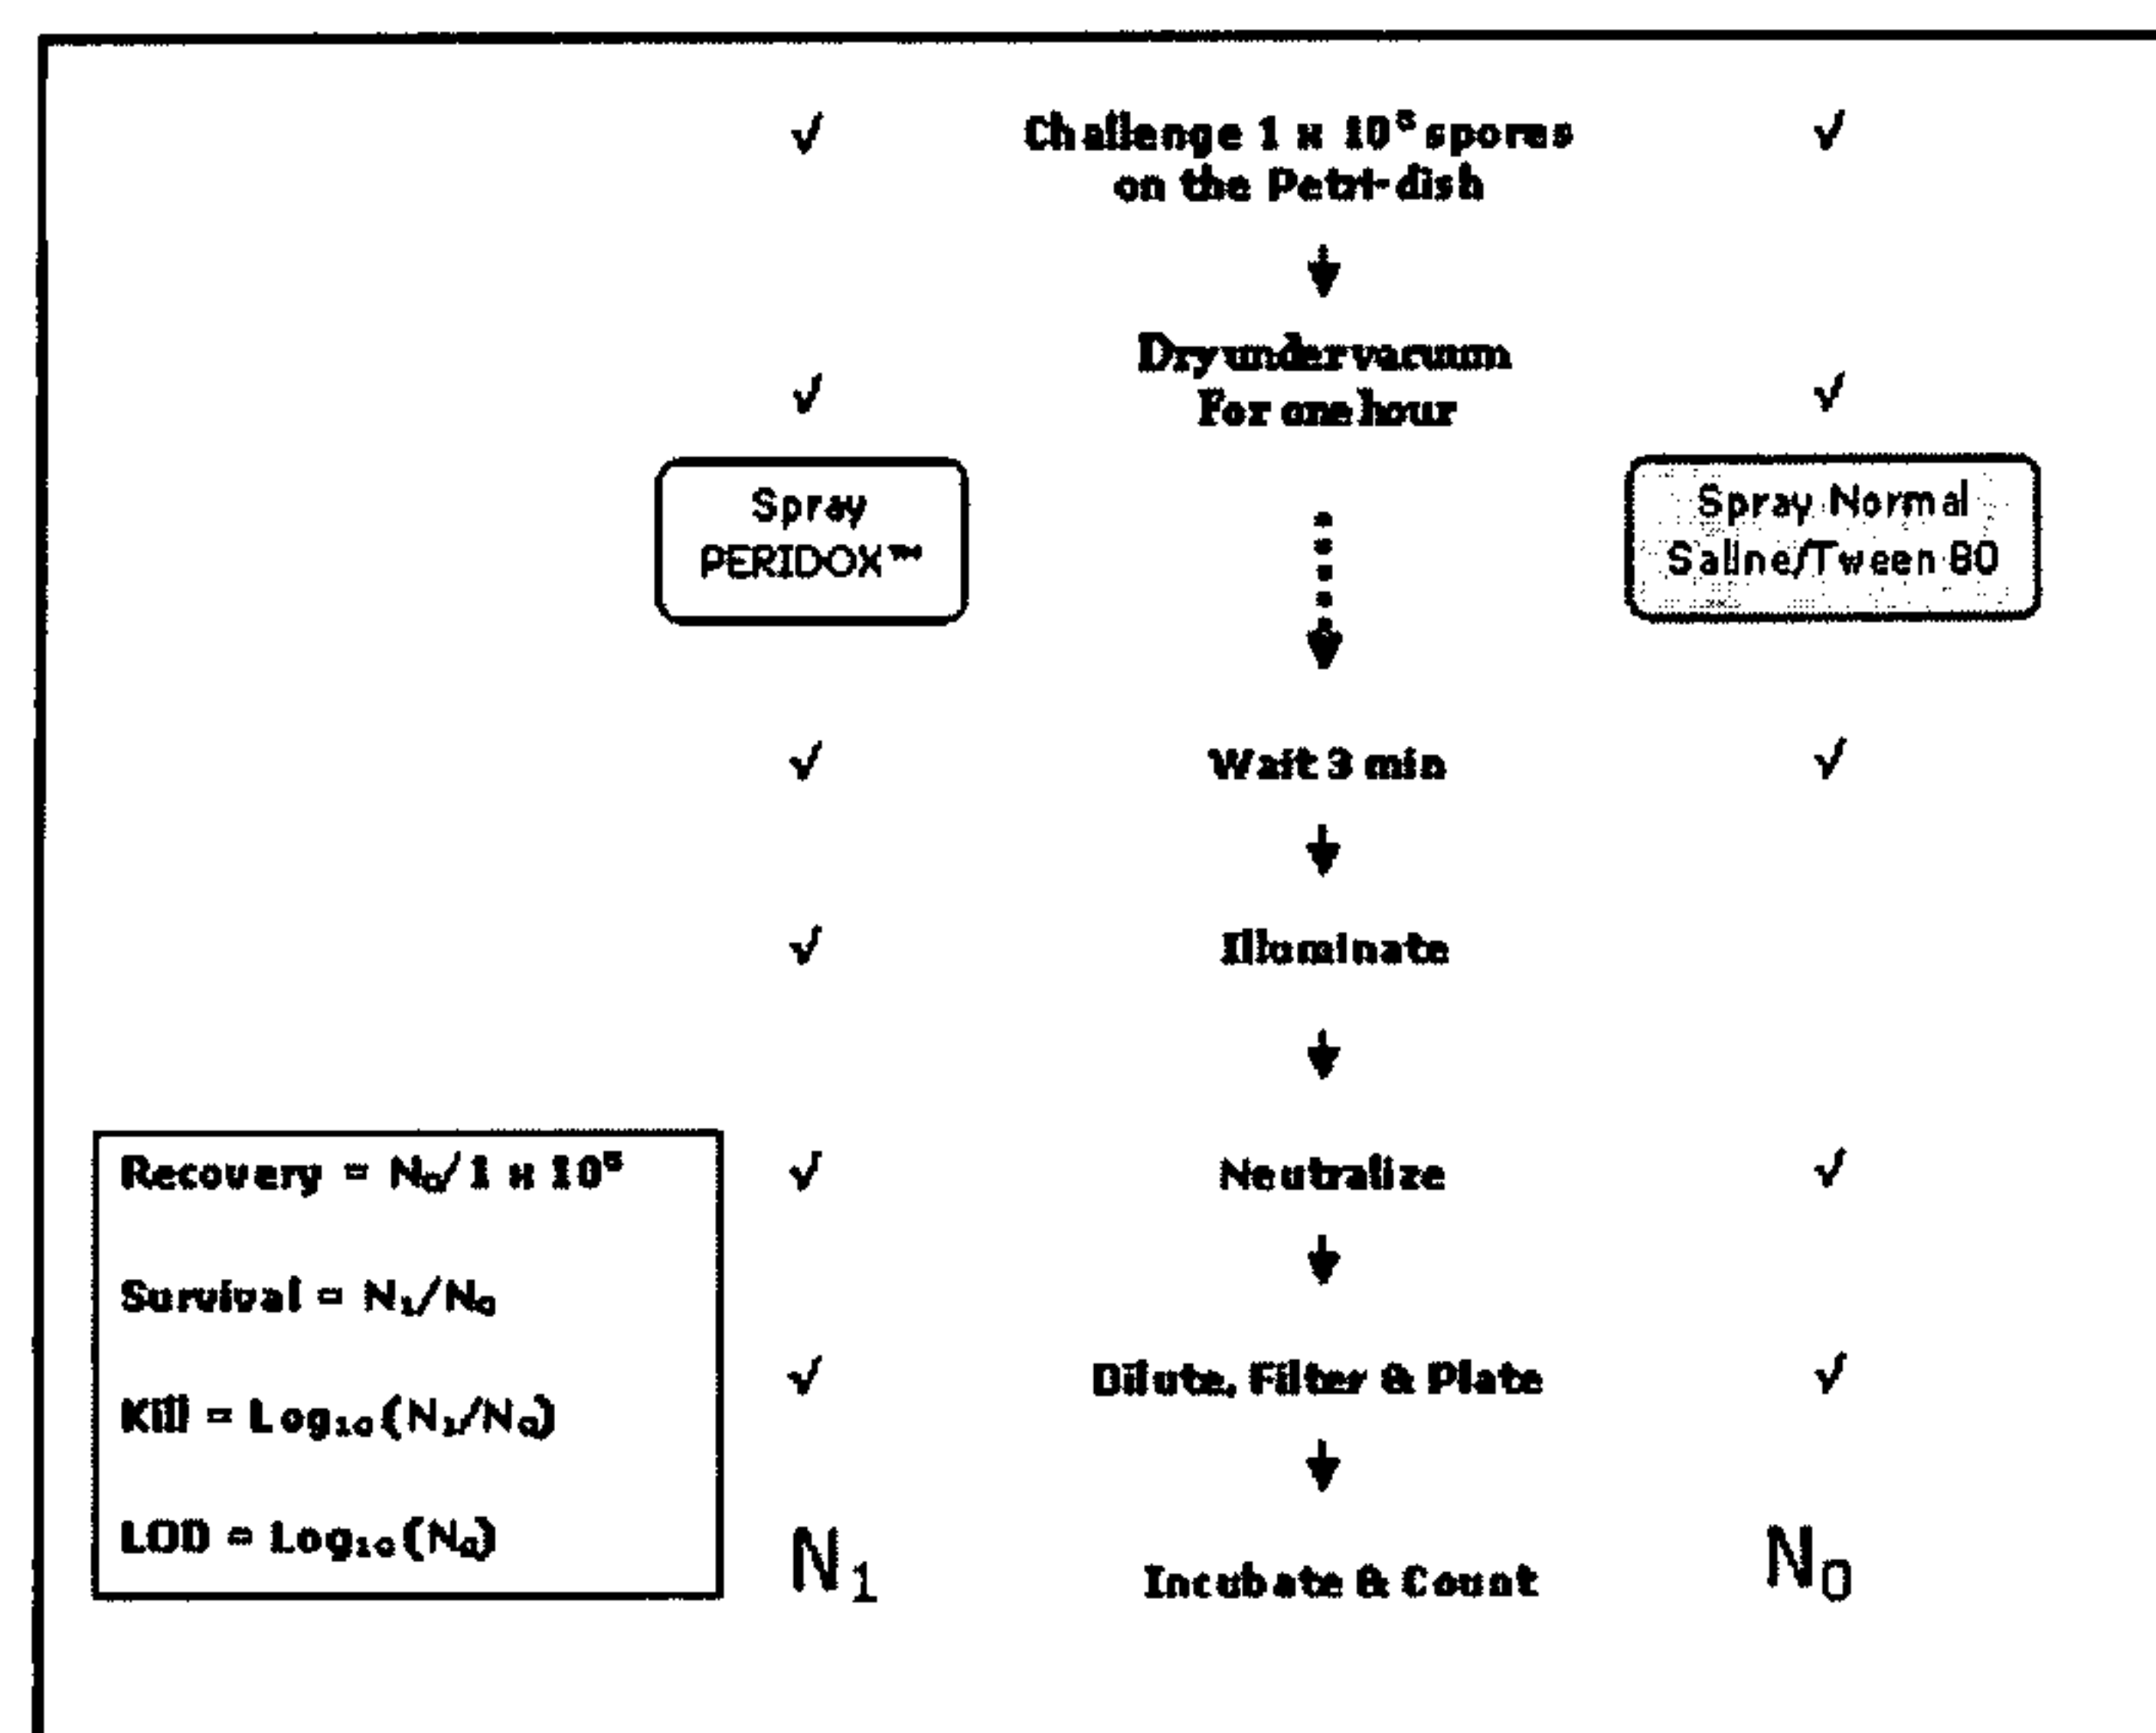 Challenge 1 x 10⁵ spores
on the Petri-dish
Dry under vacuum
For one hour
Spray
PERIDOX™
Spray Normal
Saline/Tween 80
Wait 3 min
Illuminate
Neutralize
Dilute, Filter & Plate
Incubate & Count
Recovery = N₀/1 x 10⁵
Survival = N₁/N₀
Kill = Log₁₀(N₁/N₀)
LOD = Log₁₀(N₀)
N₁
N₀